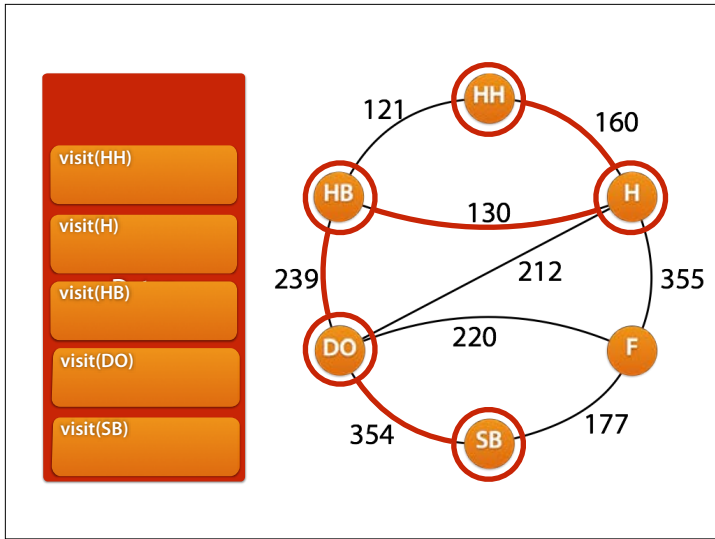 visit(HH)
visit(H)
visit(HB)
visit(DO)
visit(SB)
HH
121
160
HB
H
130
239
212
355
220
DO
F
354
177
SB